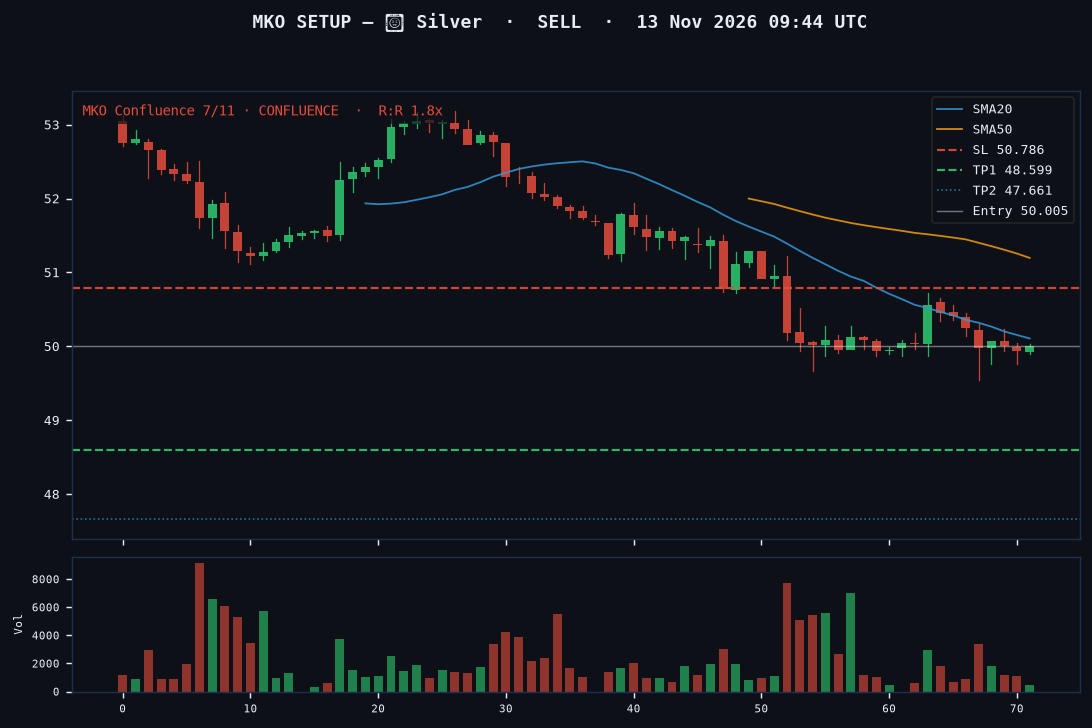 MKO SETUP — Silver · SELL · 13 Nov 2026 09:44 UTC
MKO Confluence 7/11 · CONFLUENCE · R:R 1.8x
SMA20
SMA50
SL 50.786
TP1 48.599
TP2 47.661
Entry 50.005
53
52
51
50
49
48
Vol
8000
6000
4000
2000
0
0 10 20 30 40 50 60 70